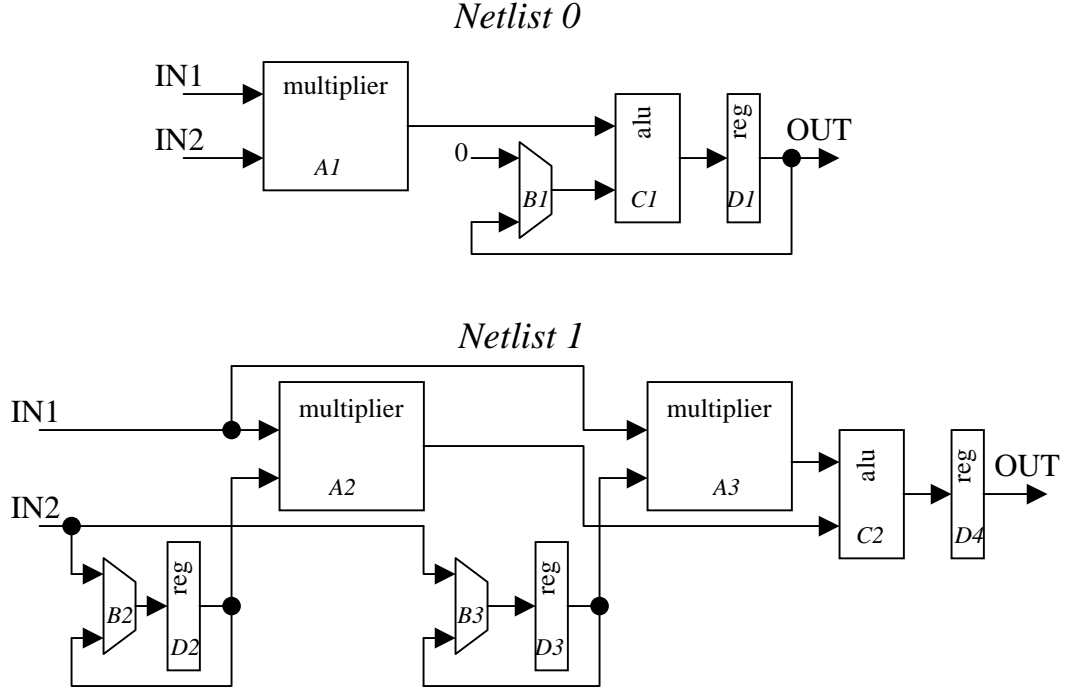 Netlist 0
IN1
multiplier
IN2
A1
0
B1
alu
C1
reg
D1
OUT
Netlist 1
IN1
multiplier
A2
multiplier
A3
alu
C2
reg
D4
OUT
IN2
B2
reg
D2
B3
reg
D3